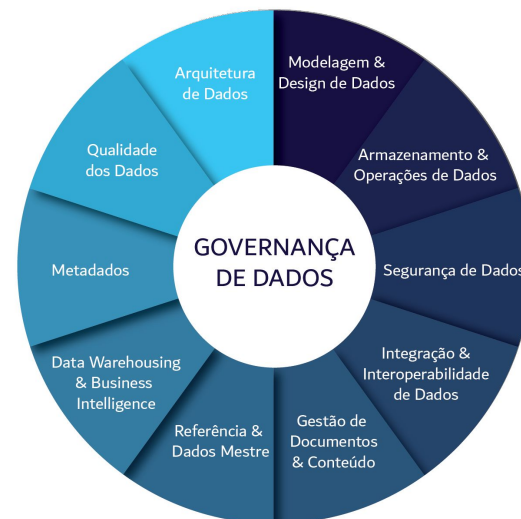 Modelagem &
Design de Dados
Armazenamento &
Operações de Dados
Segurança de Dados
Integração &
Interoperabilidade
de Dados
Gestão de
Documentos
& Conteúdo
Referência &
Dados Mestre
Data Warehousing
& Business
Intelligence
Metadados
Qualidade
dos Dados
Arquitetura
de Dados
GOVERNANÇA
DE DADOS